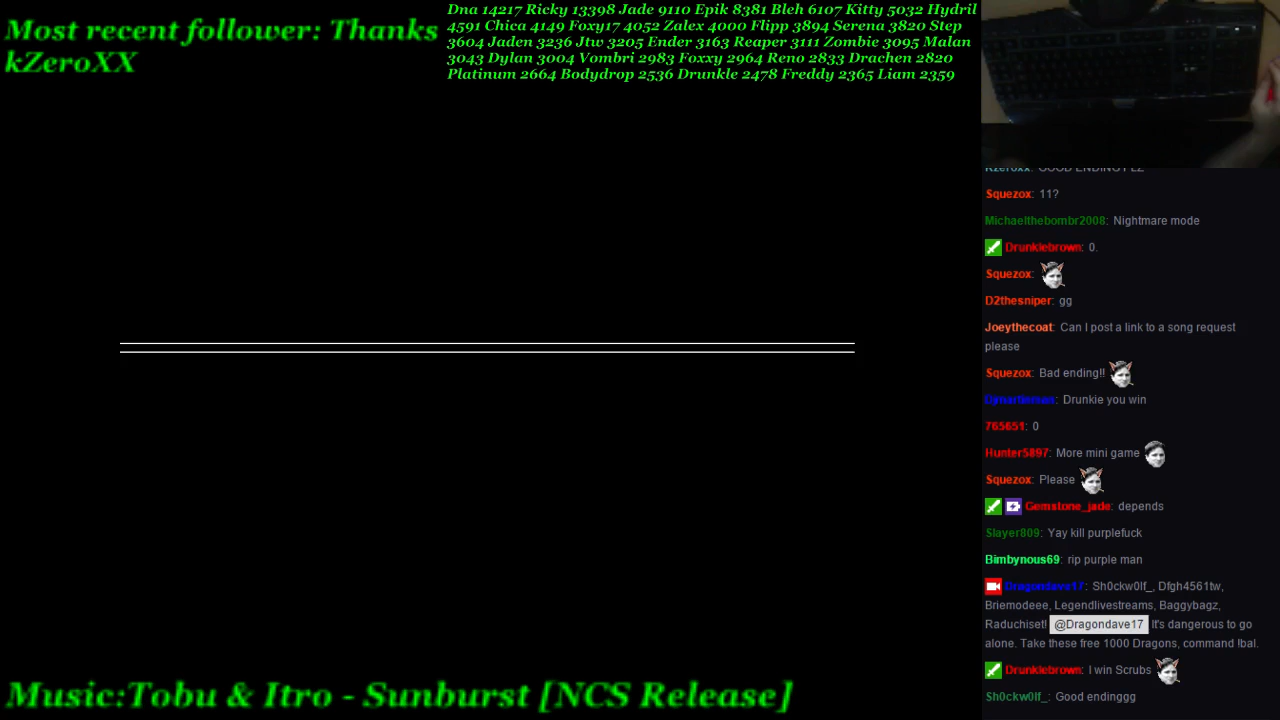 Most recent follower: Thanks
kZeroXX
Dna 14217 Ricky 13398 Jade 9110 Epik 8381 Bleh 6107 Kitty 5032 Hydril
4591 Chica 4149 Foxy17 4052 Zalex 4000 Flipp 3894 Serena 3820 Step
3604 Jaden 3236 Jtw 3205 Ender 3163 Reaper 3111 Zombie 3095 Malan
3043 Dylan 3004 Vombri 2983 Foxxy 2964 Reno 2833 Drachen 2820
Platinum 2664 Bodydrop 2536 Drunkle 2478 Freddy 2365 Liam 2359
Kzeroxx: GOOD ENDING PLZ
Squezox: 11?
Michaelthebombr2008: Nightmare mode
Drunklebrown: 0.
Squezox:
D2thesniper: gg
Joeythecoat: Can I post a link to a song request
please
Squezox: Bad ending!!
Drunkie you win
765651: 0
Hunter5897: More mini game
Squezox: Please
Gemstone_jade: depends
Slayer809: Yay kill purplefuck
Bimbynous69: rip purple man
Dragondave17: Sh0ckw0lf_, Dfgh4561tw,
Briemodeee, Legendlivestreams, Baggybagz,
Raduchiset! @Dragondave17 It's dangerous to go
alone. Take these free 1000 Dragons, command !bal.
Drunklebrown: I win Scrubs
Sh0ckw0lf_: Good endinggg
Music:Tobu & Itro - Sunburst [NCS Release]